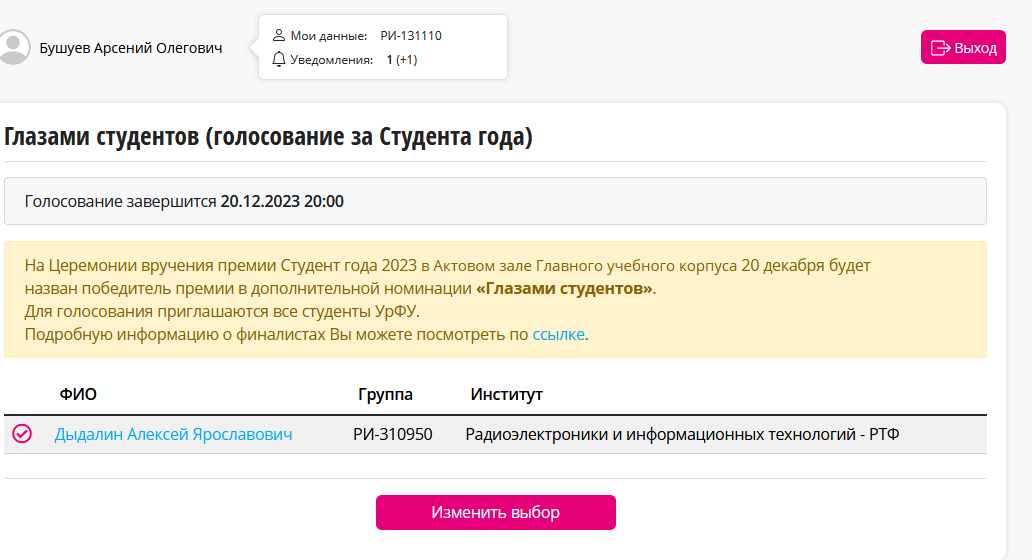 Бушуев Арсений Олегович
Мои данные: РИ-131110
Уведомления: 1 (+1)
Выход
Глазами студентов (голосование за Студента года)
Голосование завершится 20.12.2023 20:00
На Церемонии вручения премии Студент года 2023 в Актовом зале Главного учебного корпуса 20 декабря будет
назван победитель премии в дополнительной номинации «Глазами студентов».
Для голосования приглашаются все студенты УрФУ.
Подробную информацию о финалистах Вы можете посмотреть по ссылке.
ФИО Группа Институт
Дыдалин Алексей Ярославович РИ-310950 Радиоэлектроники и информационных технологий - РТФ
Изменить выбор